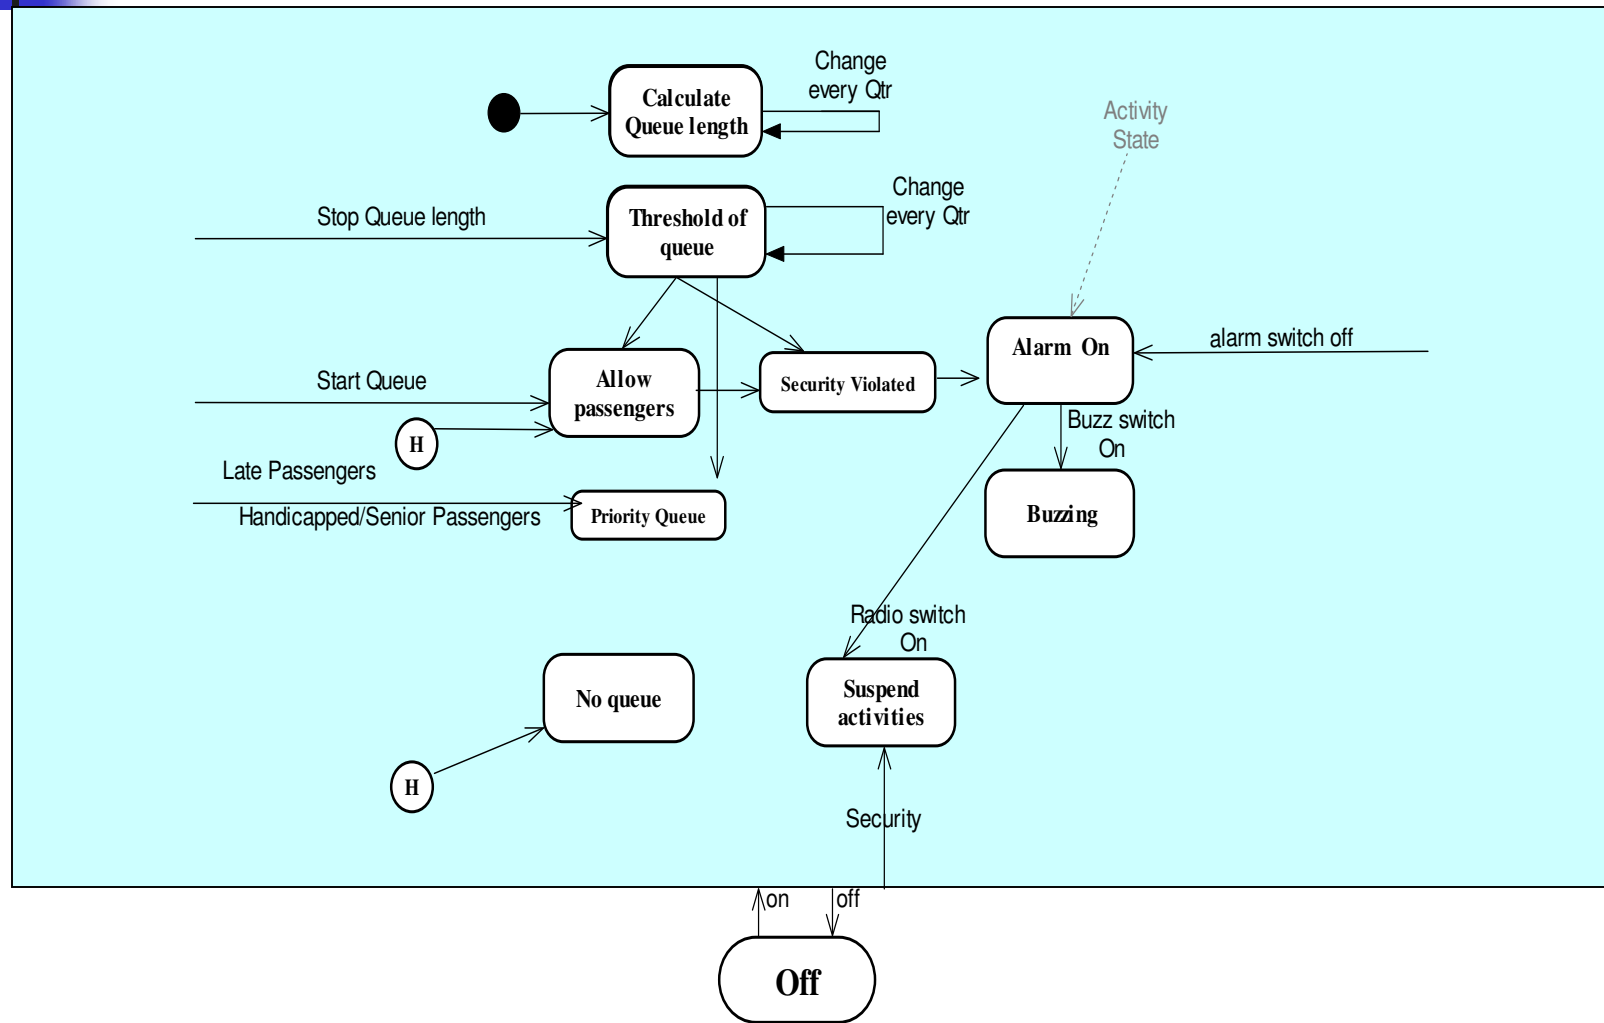 Change
every Qtr
Calculate
Queue length
Activity
State
Change
every Qtr
Stop Queue length
Threshold of
queue
Alarm On
alarm switch off
Start Queue
Allow
passengers
Security Violated
Buzz switch
On
H
Late Passengers
Handicapped/Senior Passengers
Priority Queue
Buzzing
Radio switch
On
No queue
Suspend
activities
H
Security
on
off
Off